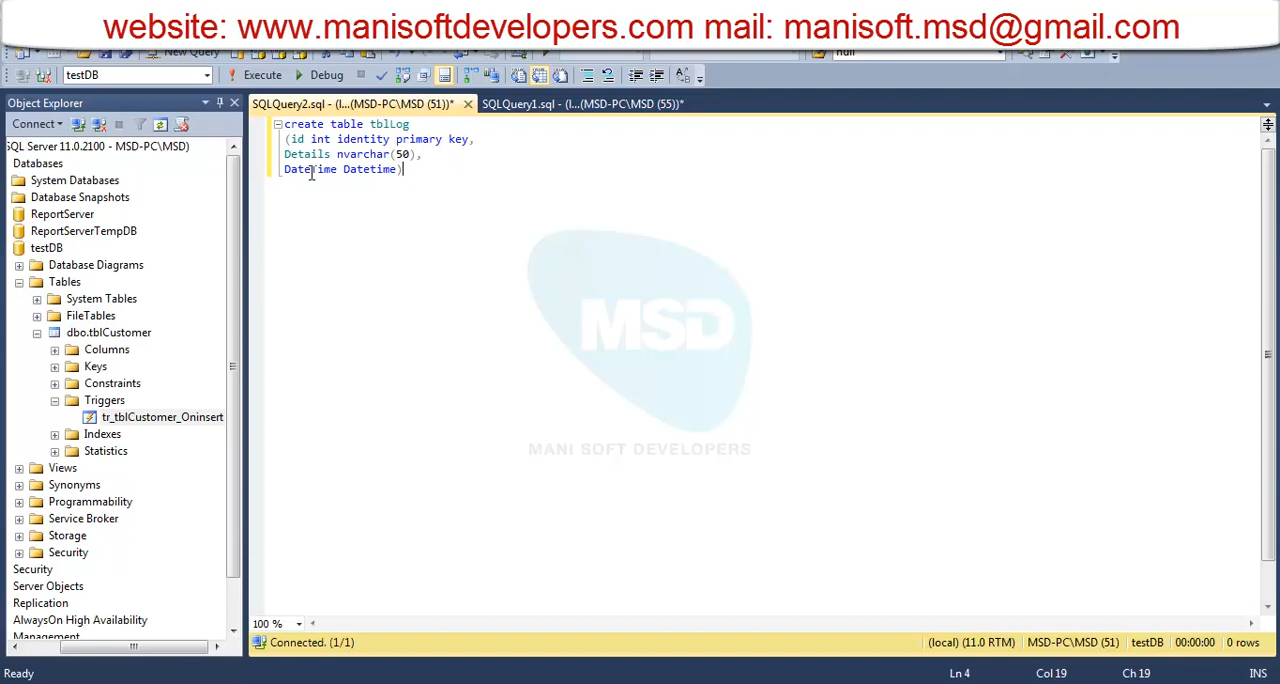 website: www.manisoftdevelopers.com mail: manisoft.msd@gmail.com
New Query
null
testDB
Execute
Debug
Object Explorer
SQLQuery2.sql - (l...(MSD-PC\MSD (51))*
SQLQuery1.sql - (l...(MSD-PC\MSD (55))*
Connect
SQL Server 11.0.2100 - MSD-PC\MSD)
Databases
System Databases
Database Snapshots
ReportServer
ReportServerTempDB
testDB
Database Diagrams
Tables
System Tables
FileTables
dbo.tblCustomer
Columns
Keys
Constraints
Triggers
tr_tblCustomer_Oninsert
Indexes
Statistics
Views
Synonyms
Programmability
Service Broker
Storage
Security
Security
Server Objects
Replication
AlwaysOn High Availability
Management
create table tblLog
(id int identity primary key,
Details nvarchar(50),
DateTime Datetime)
MSD
MANI SOFT DEVELOPERS
100 %
Connected. (1/1)
(local) (11.0 RTM)
MSD-PC\MSD (51)
testDB
00:00:00
0 rows
Ready
Ln 4
Col 19
Ch 19
INS